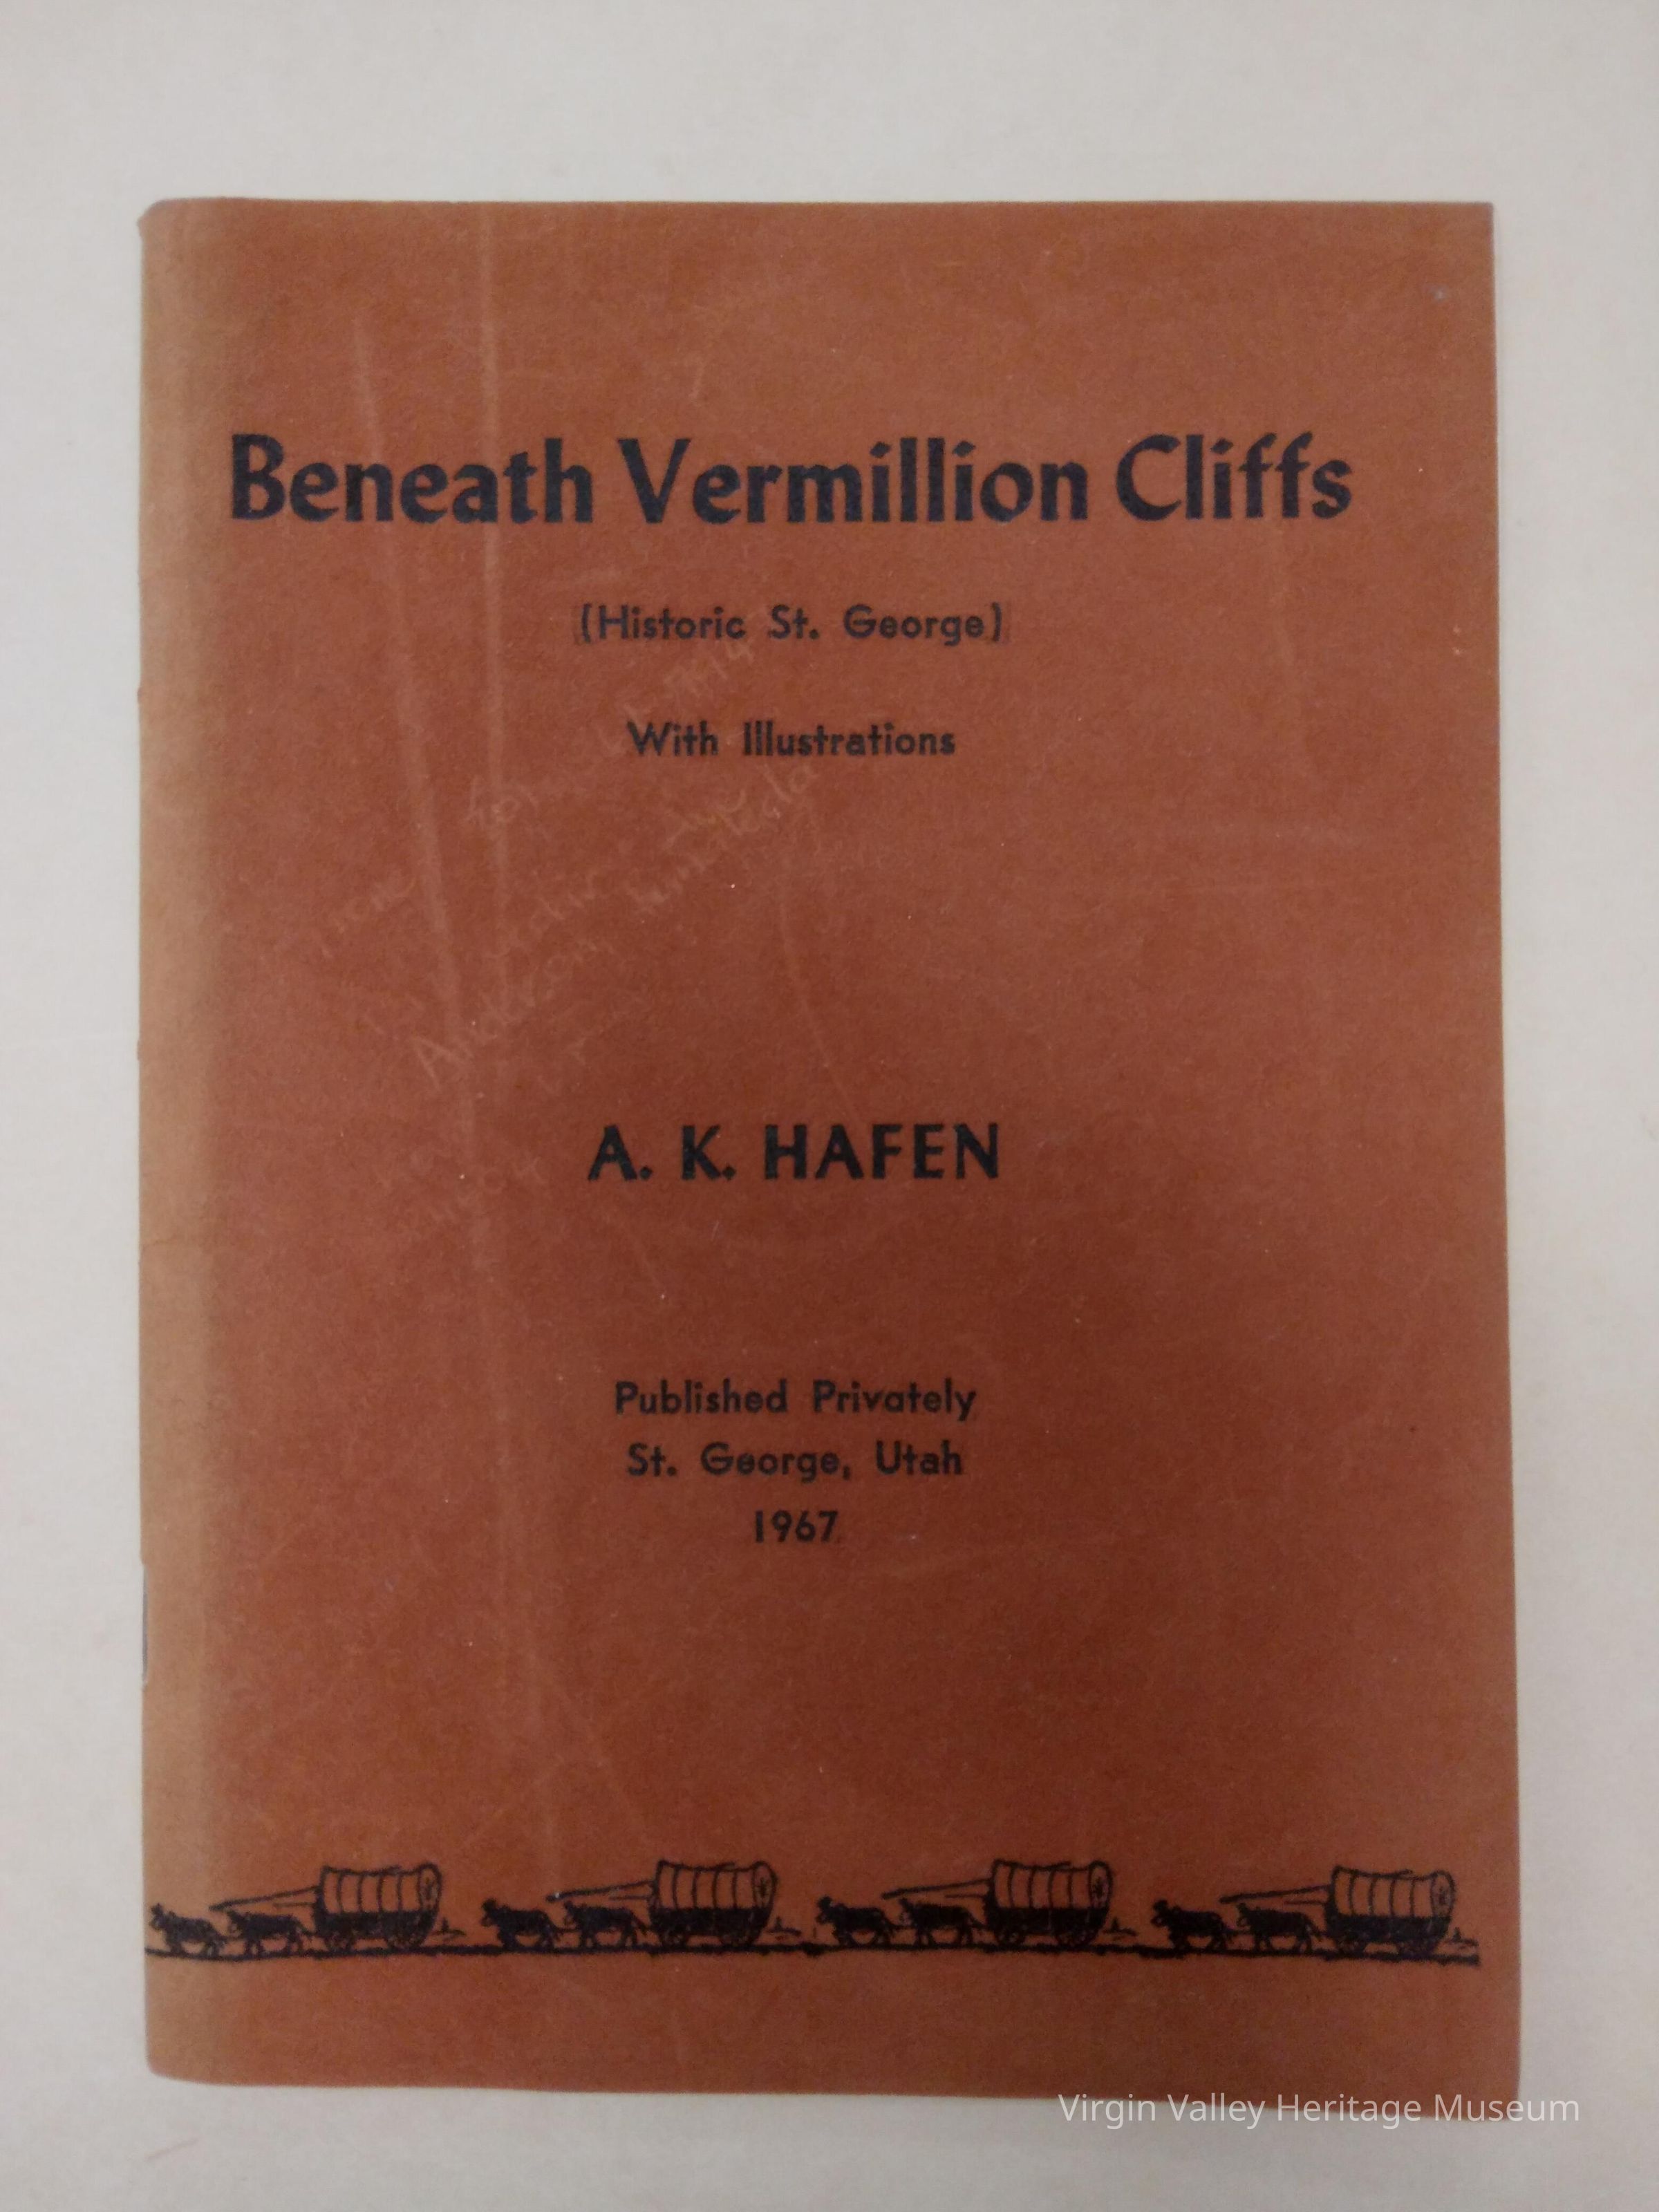 Beneath Vermillion Cliffs
(Historic St. George)
With Illustrations
Anderson
A. K. HAFEN
Published Privately
St. George, Utah
1967
Virgin Valley Heritage Museum